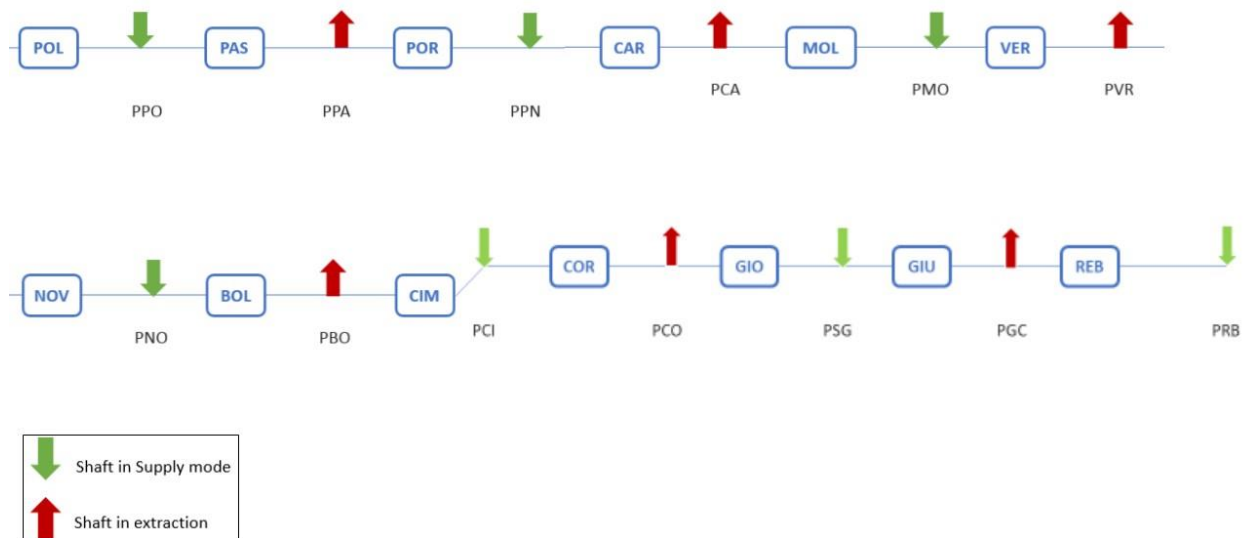 POL PAS POR CAR MOL VER
PPO PPA PPN PCA PMO PVR
NOV BOL CIM COR GIO GIU REB
PNO PBO PCI PCO PSG PGC PRB
Shaft in Supply mode
Shaft in extraction